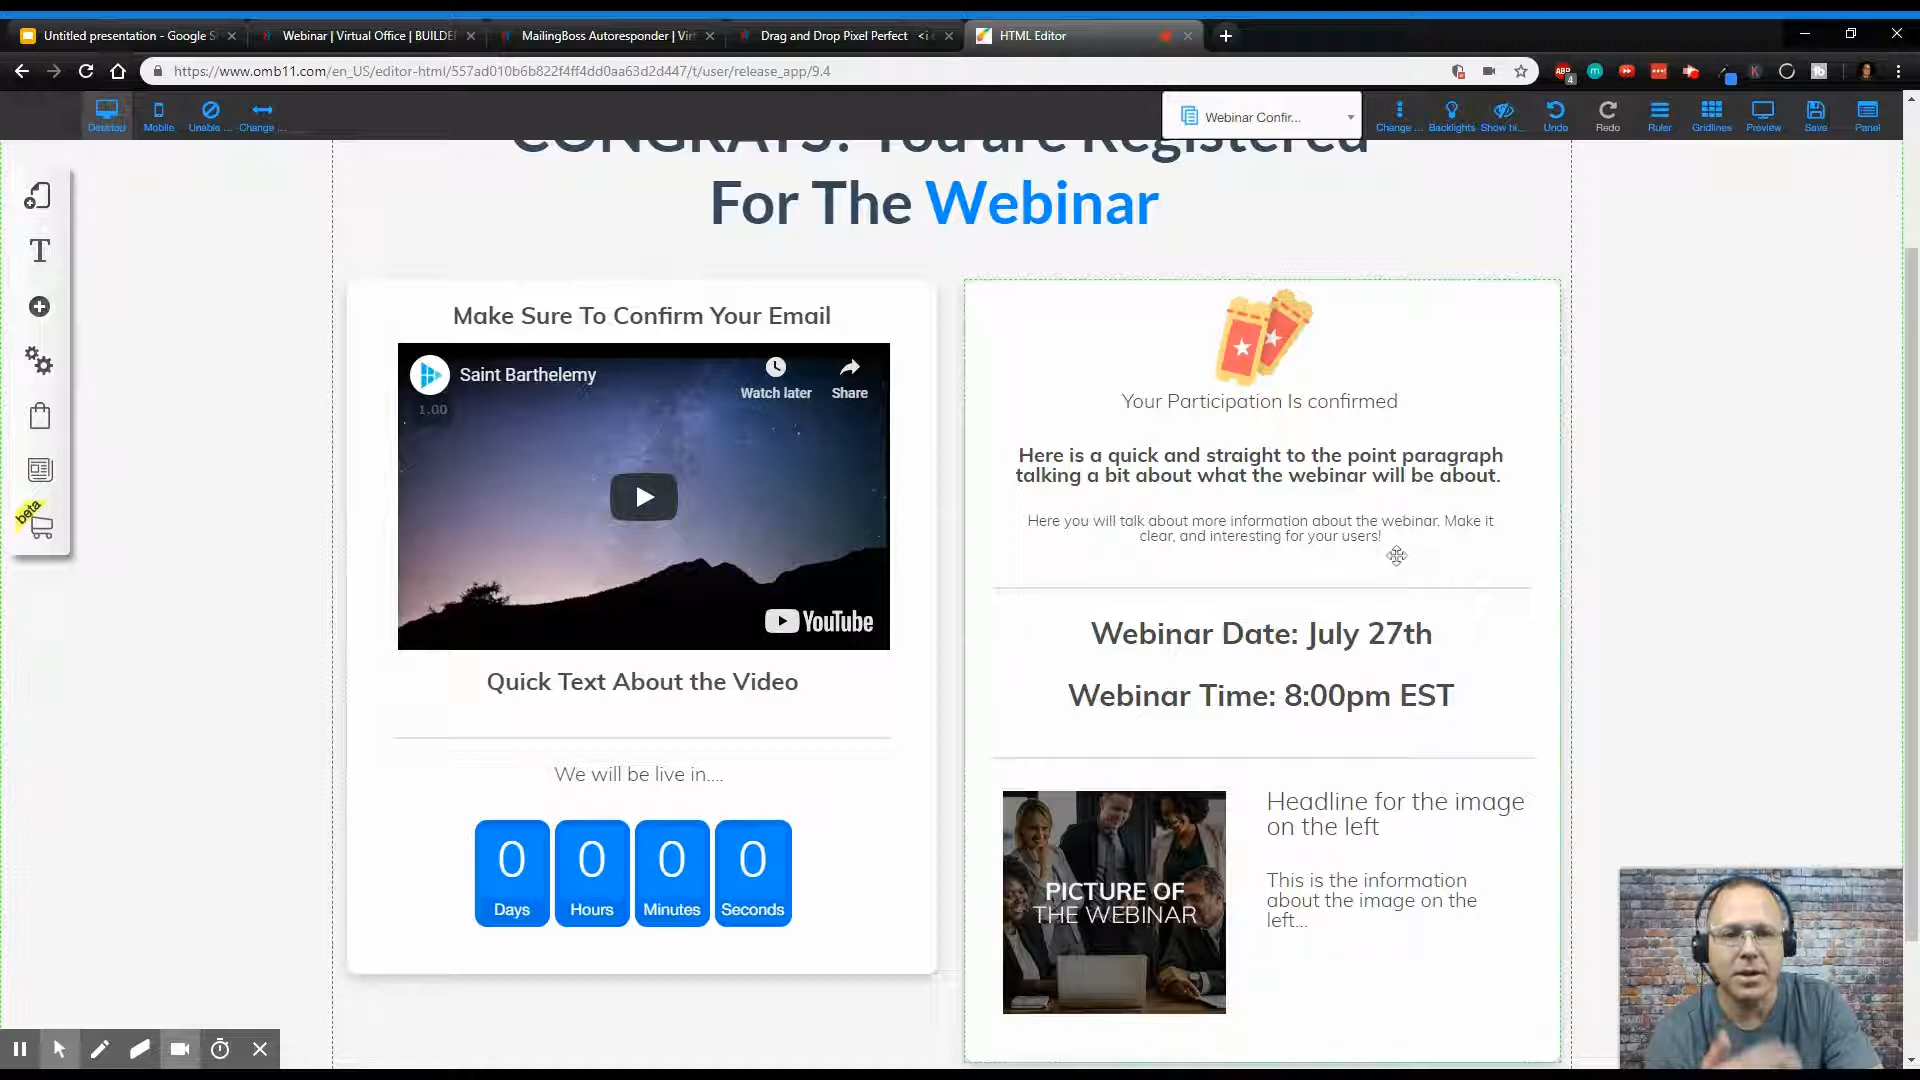 Untitled presentation - Google S
Webinar | Virtual Office | BUILDE
MailingBoss Autoresponder | Vir
Drag and Drop Pixel Perfect <i
HTML Editor
https://www.omb11.com/en_US/editor-html/557ad010b6b822f4ff4dd0aa63d2d447/t/user/release_app/9.4
ABP
4
m
K
tb
Desktop
Mobile
Unable ...
Change ...
Webinar Confir...
Change ...
Backlights
Show hi...
Undo
Redo
Ruler
Gridlines
Preview
Save
Panel
T
beta
CONGRATS! You are Registered
For The Webinar
Make Sure To Confirm Your Email
Saint Barthelemy
1.00
Watch later
Share
YouTube
Quick Text About the Video
We will be live in....
0 0 0 0
Days Hours Minutes Seconds
Your Participation Is confirmed
Here is a quick and straight to the point paragraph
talking a bit about what the webinar will be about.
Here you will talk about more information about the webinar. Make it
clear, and interesting for your users!
Webinar Date: July 27th
Webinar Time: 8:00pm EST
PICTURE OF
THE WEBINAR
Headline for the image
on the left
This is the information
about the image on the
left...